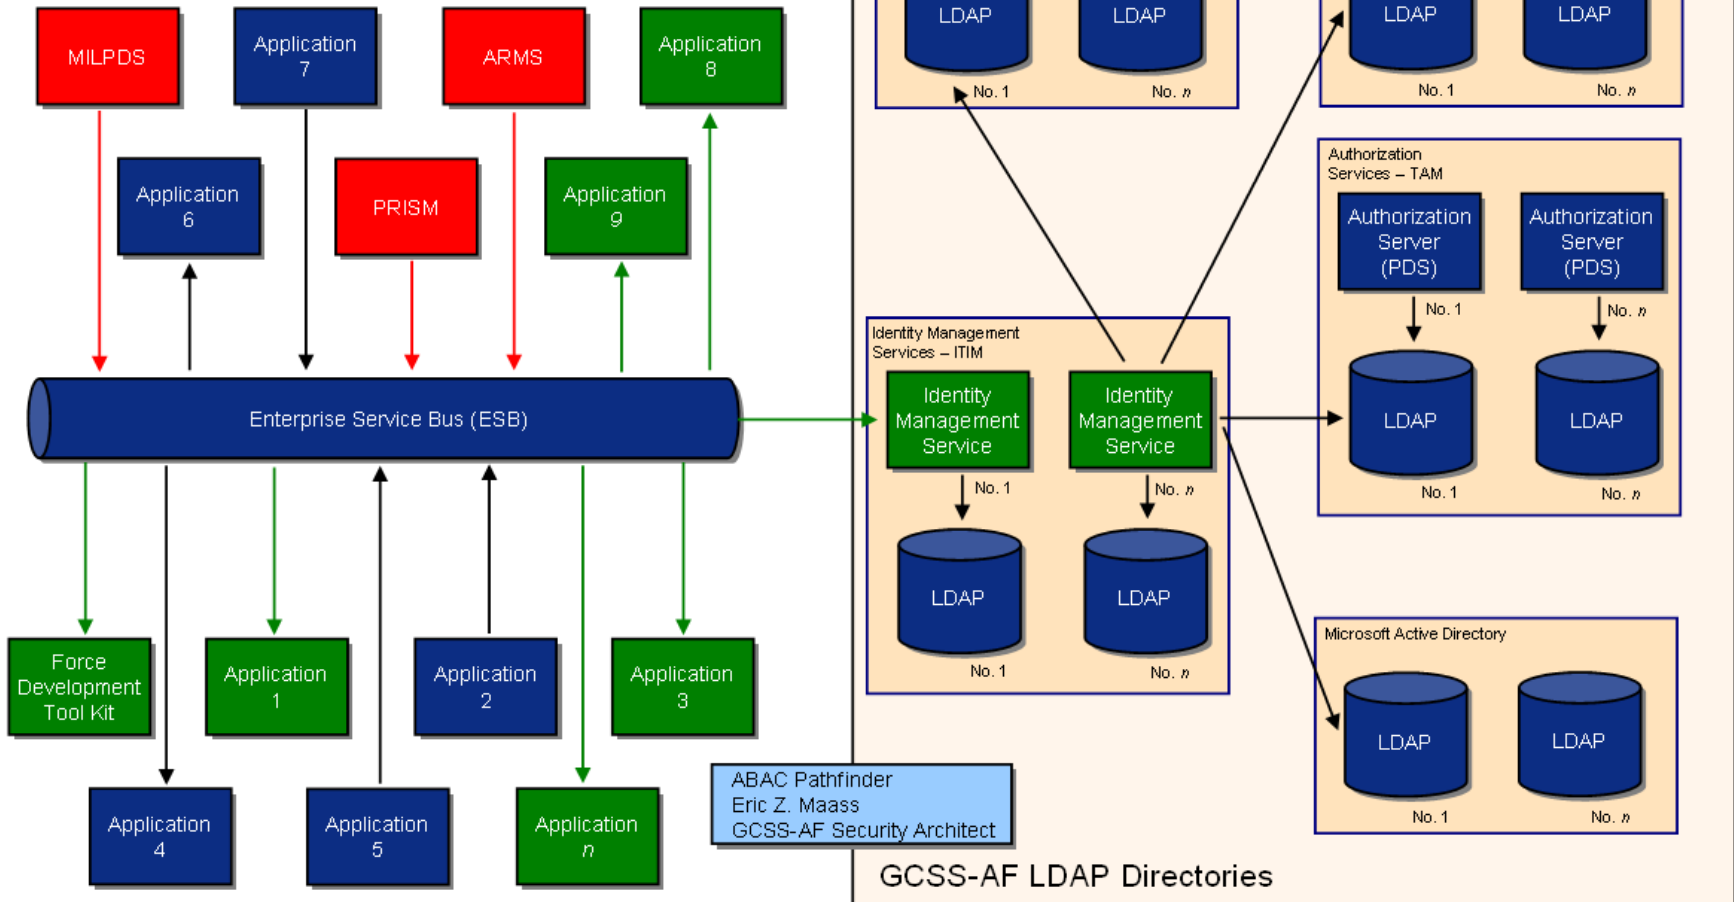 MILPDS
Application
7
ARMS
Application
8
Application
6
PRISM
Application
9
Enterprise Service Bus (ESB)
Force
Development
Tool Kit
Application
1
Application
2
Application
3
Application
4
Application
5
Application
n
ABAC Pathfinder
Eric Z. Maass
GCSS-AF Security Architect
LDAP
No. 1
LDAP
No. n
LDAP
No. 1
LDAP
No. n
Authorization
Services – TAM
Authorization
Server
(PDS)
No. 1
Authorization
Server
(PDS)
No. n
LDAP
No. 1
LDAP
No. n
Identity Management
Services – ITIM
Identity
Management
Service
No. 1
Identity
Management
Service
No. n
LDAP
No. 1
LDAP
No. n
Microsoft Active Directory
LDAP
No. 1
LDAP
No. n
GCSS-AF LDAP Directories